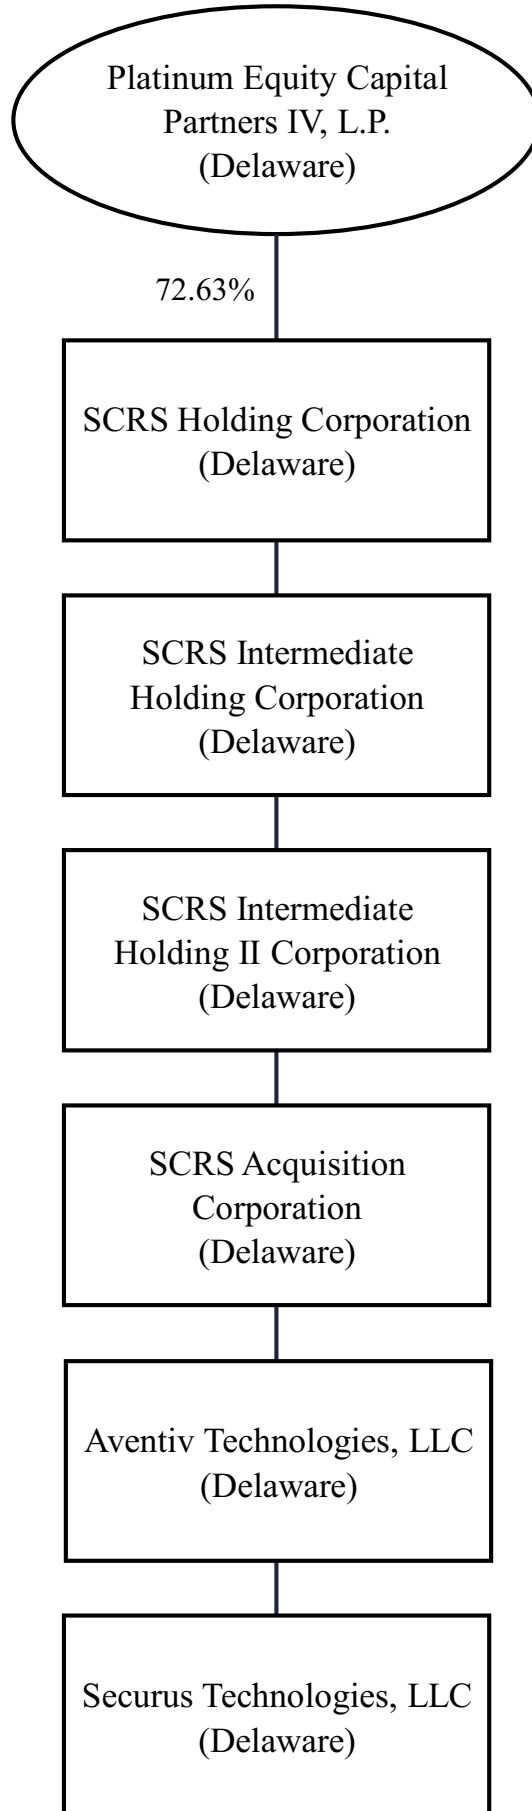 Platinum Equity Capital
Partners IV, L.P.
(Delaware)
72.63%
SCRS Holding Corporation
(Delaware)
SCRS Intermediate
Holding Corporation
(Delaware)
SCRS Intermediate
Holding II Corporation
(Delaware)
SCRS Acquisition
Corporation
(Delaware)
Aventiv Technologies, LLC
(Delaware)
Securus Technologies, LLC
(Delaware)